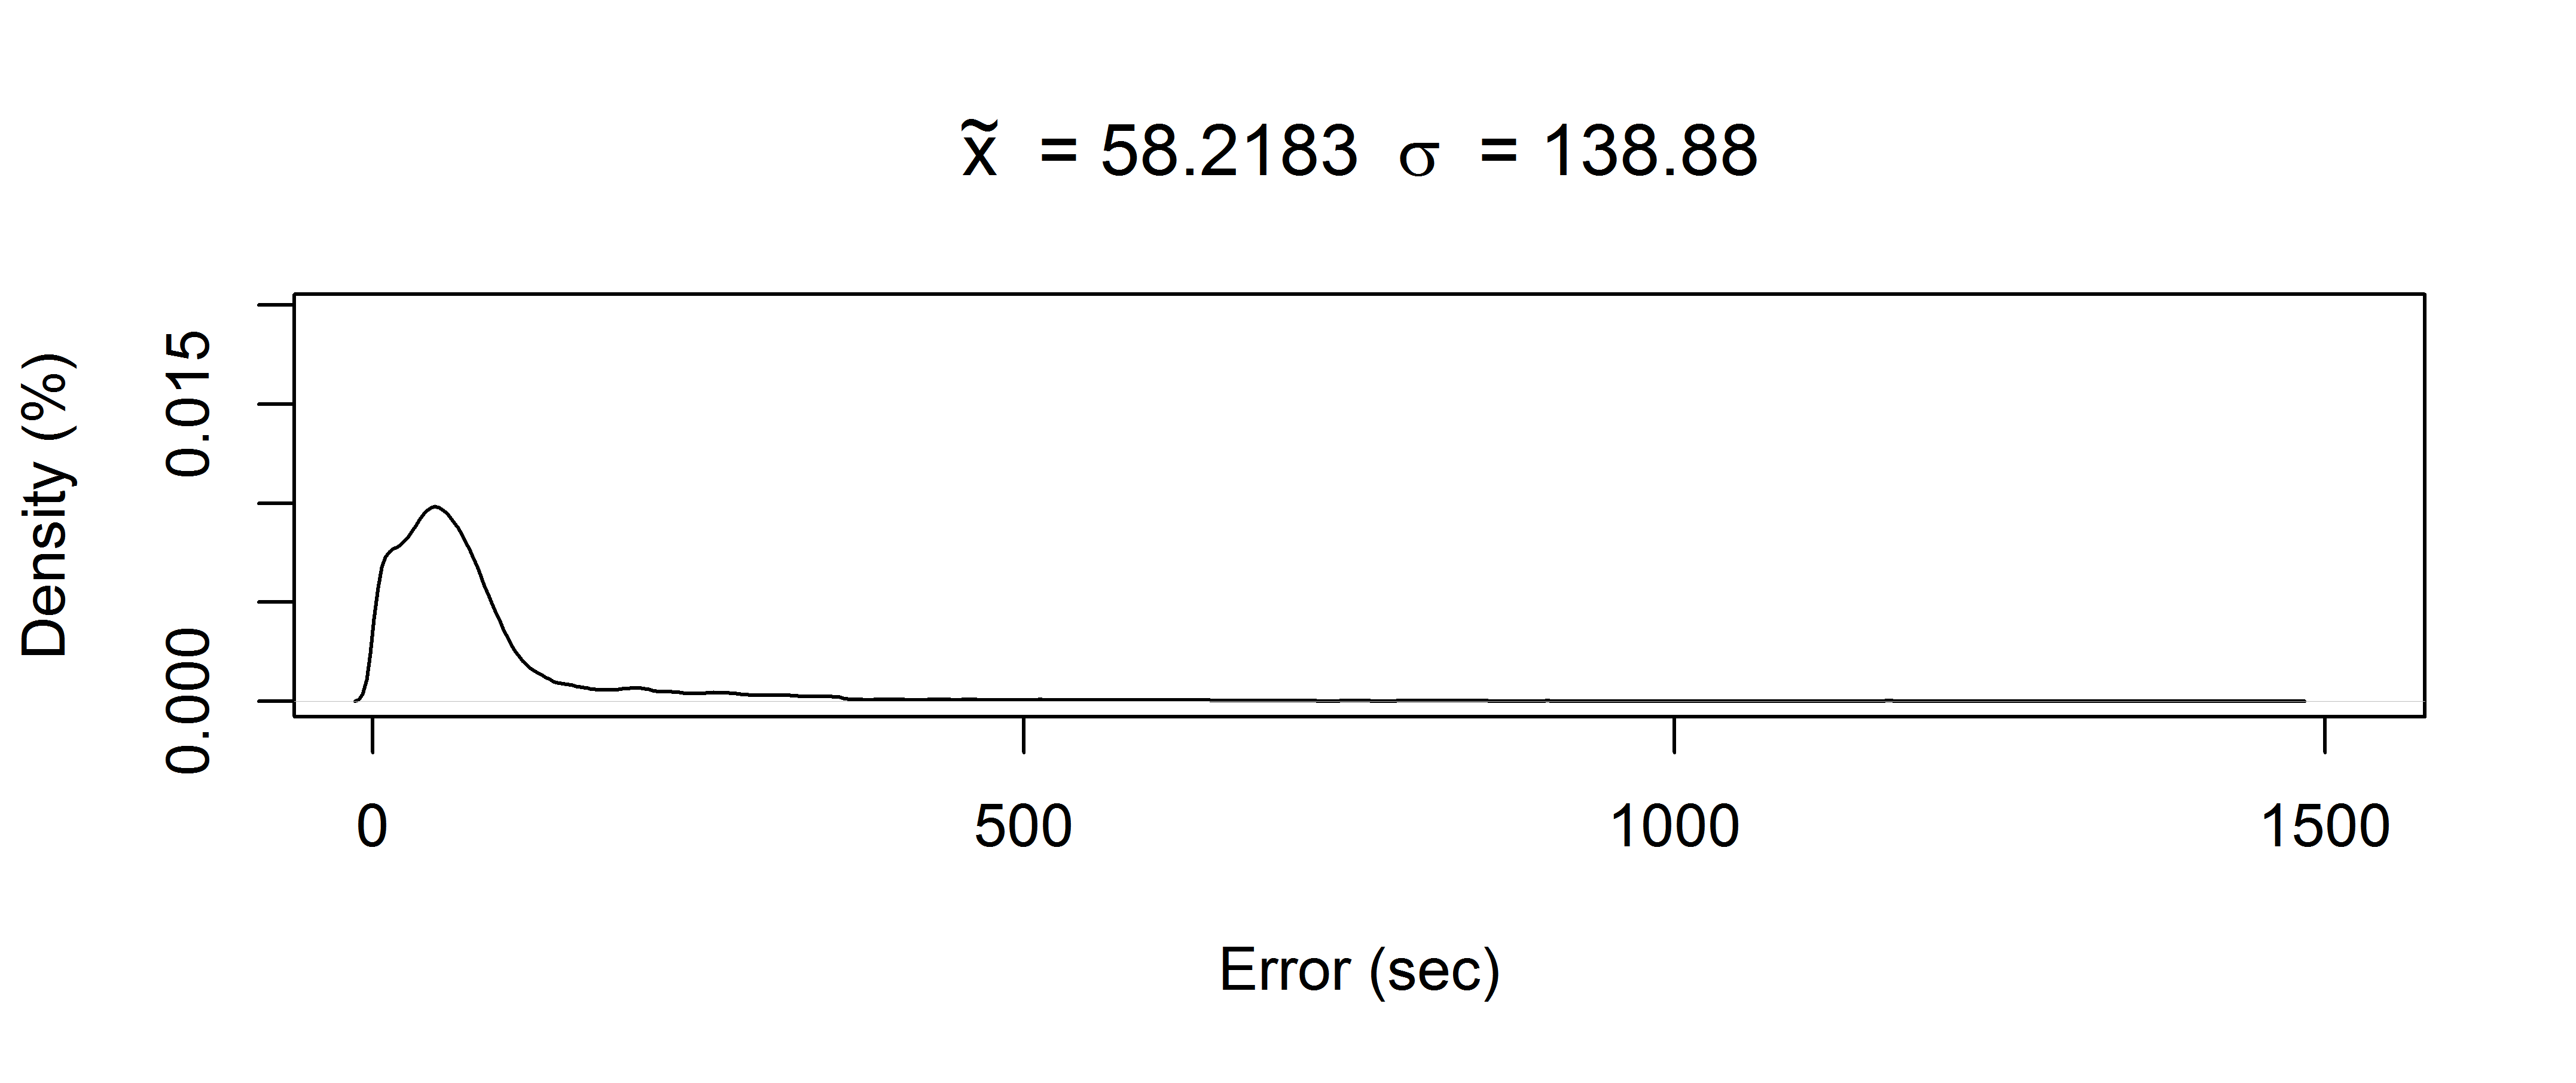 x̃ = 58.2183 σ = 138.88
Density (%)
0.015
0.000
0 500 1000 1500
Error (sec)